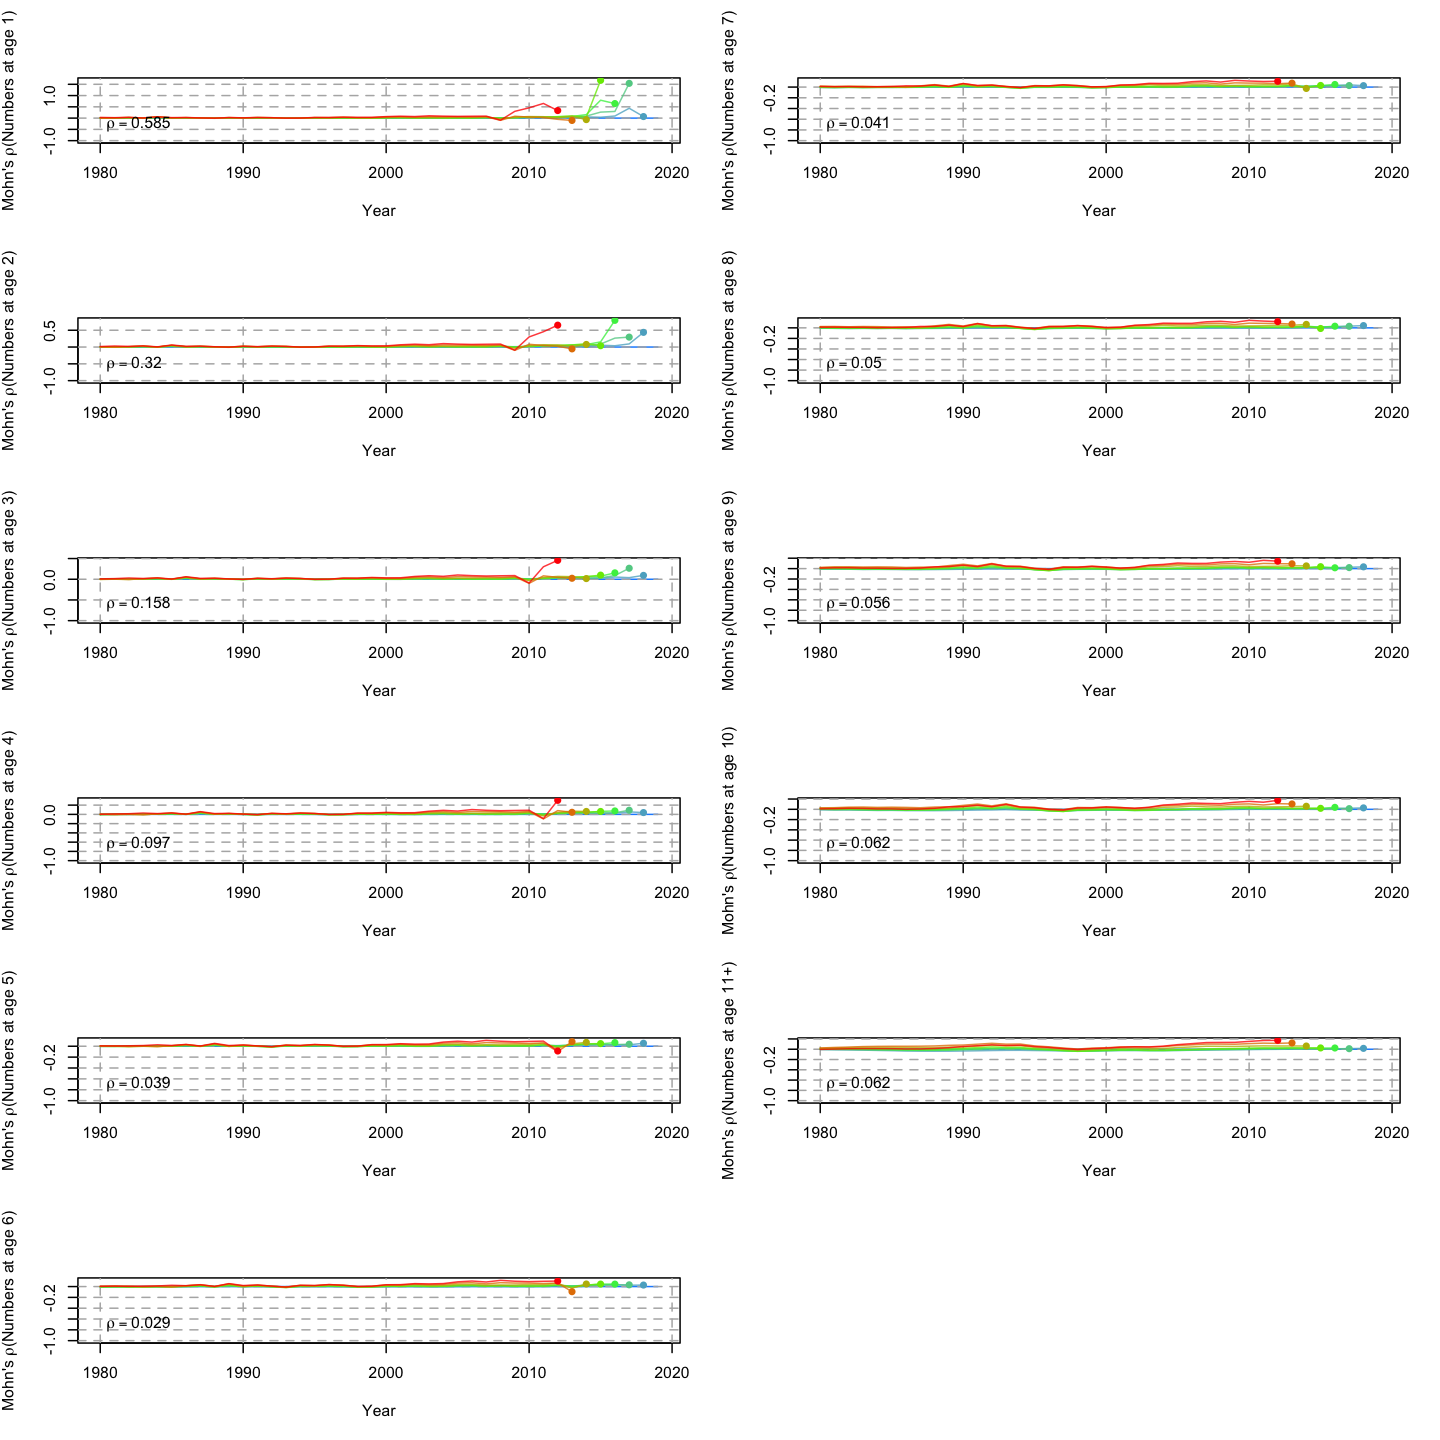 Mohn's ρ(Numbers at age 1)
1.0
-1.0
ρ = 0.585
1980 1990 2000 2010 2020
Year
Mohn's ρ(Numbers at age 2)
0.5
-1.0
ρ = 0.32
1980 1990 2000 2010 2020
Year
Mohn's ρ(Numbers at age 3)
0.0
-1.0
ρ = 0.158
1980 1990 2000 2010 2020
Year
Mohn's ρ(Numbers at age 4)
0.0
-1.0
ρ = 0.097
1980 1990 2000 2010 2020
Year
Mohn's ρ(Numbers at age 5)
-0.2
-1.0
ρ = 0.039
1980 1990 2000 2010 2020
Year
Mohn's ρ(Numbers at age 6)
-0.2
-1.0
ρ = 0.029
1980 1990 2000 2010 2020
Year
Mohn's ρ(Numbers at age 7)
-0.2
-1.0
ρ = 0.041
1980 1990 2000 2010 2020
Year
Mohn's ρ(Numbers at age 8)
-0.2
-1.0
ρ = 0.05
1980 1990 2000 2010 2020
Year
Mohn's ρ(Numbers at age 9)
-0.2
-1.0
ρ = 0.056
1980 1990 2000 2010 2020
Year
Mohn's ρ(Numbers at age 10)
-0.2
-1.0
ρ = 0.062
1980 1990 2000 2010 2020
Year
Mohn's ρ(Numbers at age 11+)
-0.2
-1.0
ρ = 0.062
1980 1990 2000 2010 2020
Year